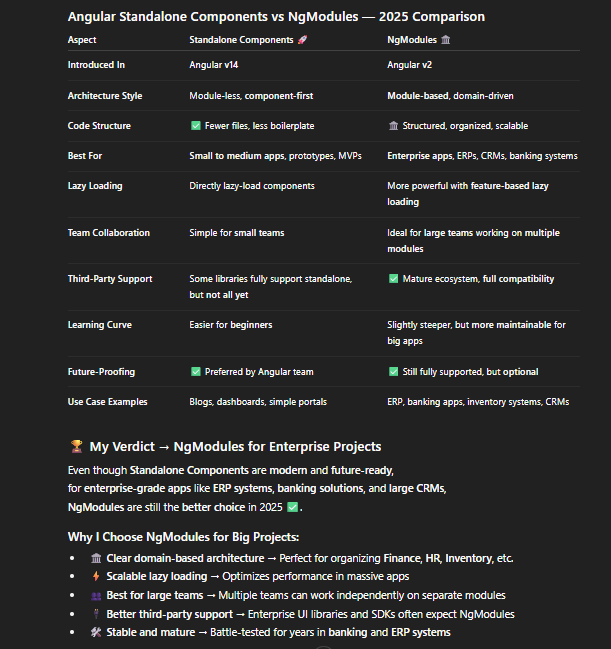 Angular Standalone Components vs NgModules — 2025 Comparison
Aspect Standalone Components 🚀 NgModules 🏛️
Introduced In Angular v14 Angular v2
Architecture Style Module-less, component-first Module-based, domain-driven
Code Structure ✅ Fewer files, less boilerplate 🏛️ Structured, organized, scalable
Best For Small to medium apps, prototypes, MVPs Enterprise apps, ERPs, CRMs, banking systems
Lazy Loading Directly lazy-load components More powerful with feature-based lazy
loading
Team Collaboration Simple for small teams Ideal for large teams working on multiple
modules
Third-Party Support Some libraries fully support standalone, ✅ Mature ecosystem, full compatibility
but not all yet
Learning Curve Easier for beginners Slightly steeper, but more maintainable for
big apps
Future-Proofing ✅ Preferred by Angular team ✅ Still fully supported, but optional
Use Case Examples Blogs, dashboards, simple portals ERP, banking apps, inventory systems, CRMs
🏆 My Verdict → NgModules for Enterprise Projects
Even though Standalone Components are modern and future-ready,
for enterprise-grade apps like ERP systems, banking solutions, and large CRMs,
NgModules are still the better choice in 2025 ✅.
Why I Choose NgModules for Big Projects:
• 🏛️ Clear domain-based architecture → Perfect for organizing Finance, HR, Inventory, etc.
• ⚡ Scalable lazy loading → Optimizes performance in massive apps
• 👥 Best for large teams → Multiple teams can work independently on separate modules
• 🔌 Better third-party support → Enterprise UI libraries and SDKs often expect NgModules
• 🛠️ Stable and mature → Battle-tested for years in banking and ERP systems